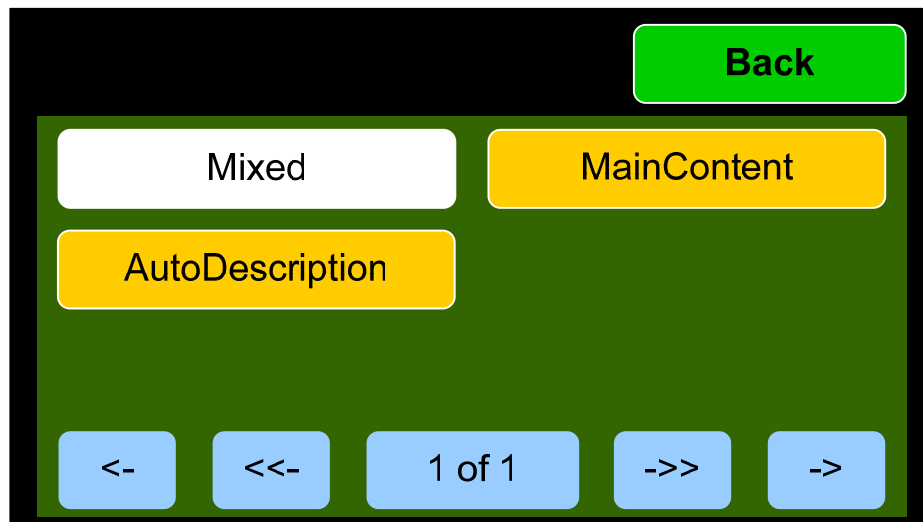 Back
Mixed
MainContent
AutoDescription
<-
<<-
1 of 1
->>
->